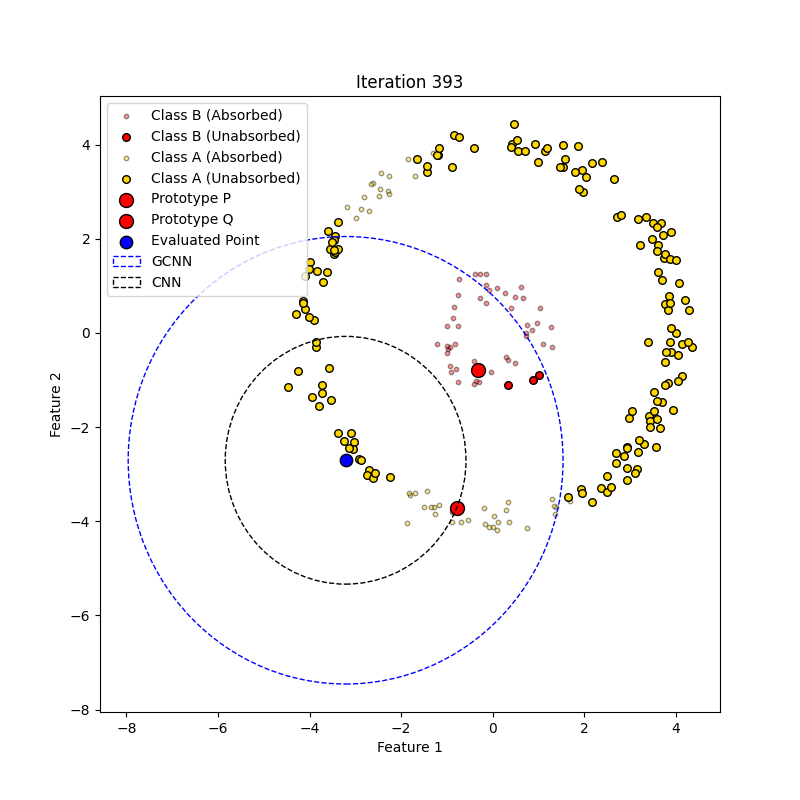 Iteration 393
Class B (Absorbed)
Class B (Unabsorbed)
Class A (Absorbed)
Class A (Unabsorbed)
Prototype P
Prototype Q
Evaluated Point
GCNN
CNN
4
2
0
−2
−4
−6
−8
Feature 2
−8 −6 −4 −2 0 2 4
Feature 1